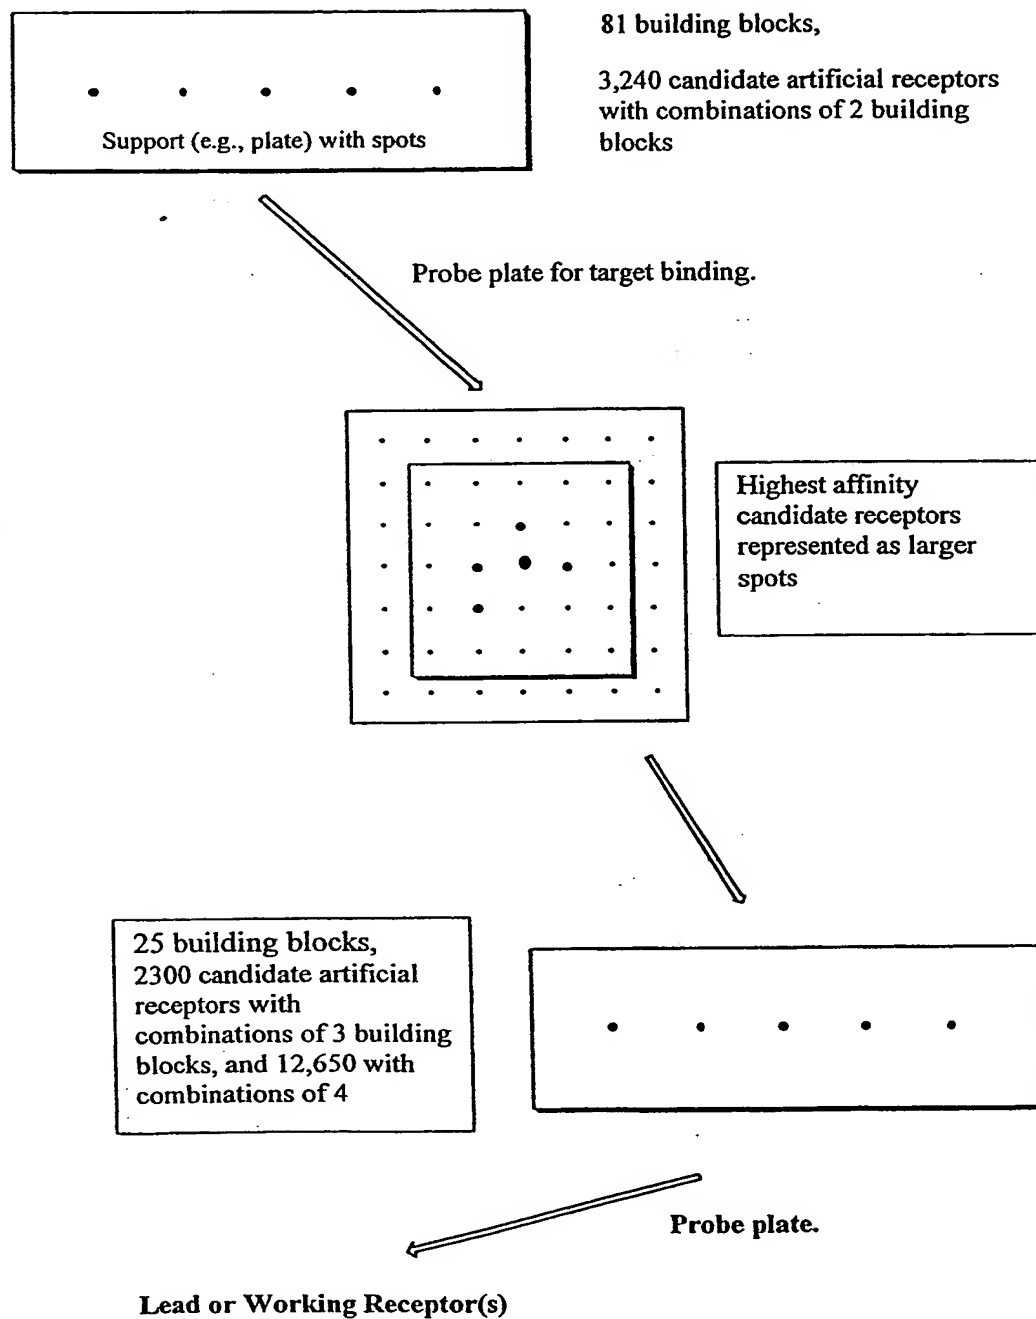 81 building blocks,
3,240 candidate artificial receptors
with combinations of 2 building
blocks
Support (e.g., plate) with spots
Probe plate for target binding.
Highest affinity
candidate receptors
represented as larger
spots
25 building blocks,
2300 candidate artificial
receptors with
combinations of 3 building
blocks, and 12,650 with
combinations of 4
Probe plate.
Lead or Working Receptor(s)